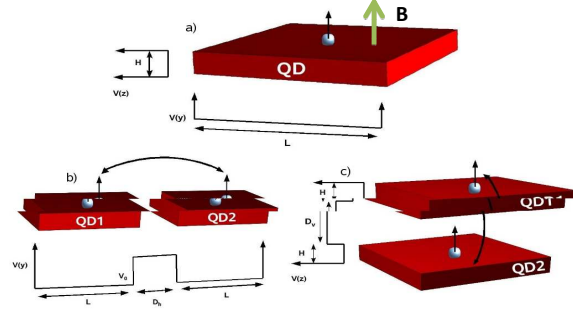 a)
B
H
QD
V(z)
V(y)
L
b)
QD1
QD2
V(y)
V₀
L
Dₕ
L
c)
H
QD1
Dᵥ
H
QD2
V(z)